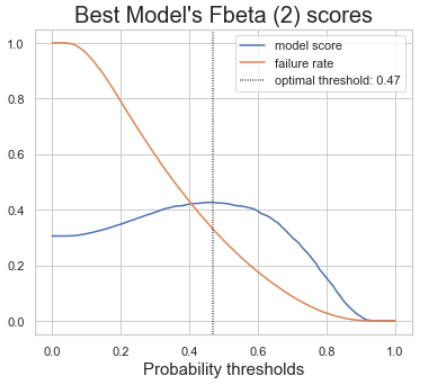 Best Model's Fbeta (2) scores
model score
failure rate
optimal threshold: 0.47
1.0
0.8
0.6
0.4
0.2
0.0
0.0 0.2 0.4 0.6 0.8 1.0
Probability thresholds